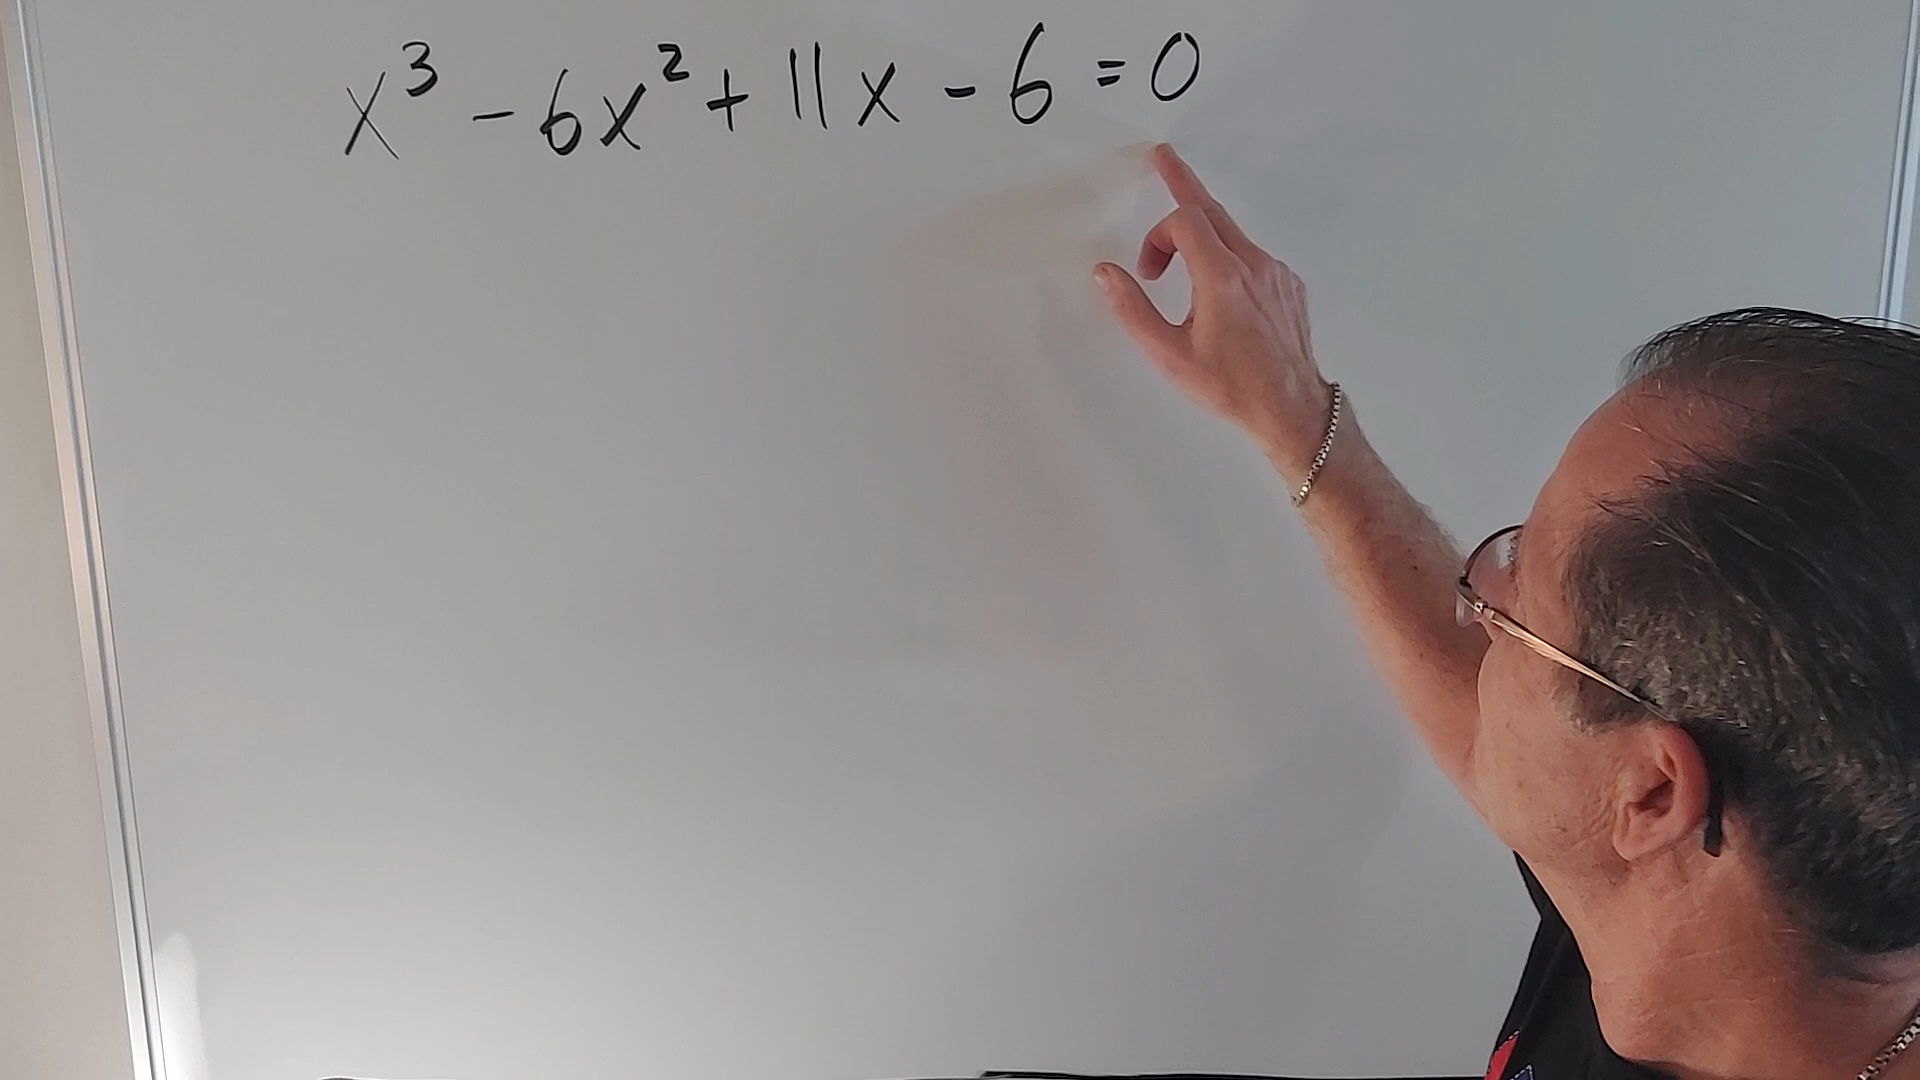 x³ - 6x² + 11x - 6 = 0